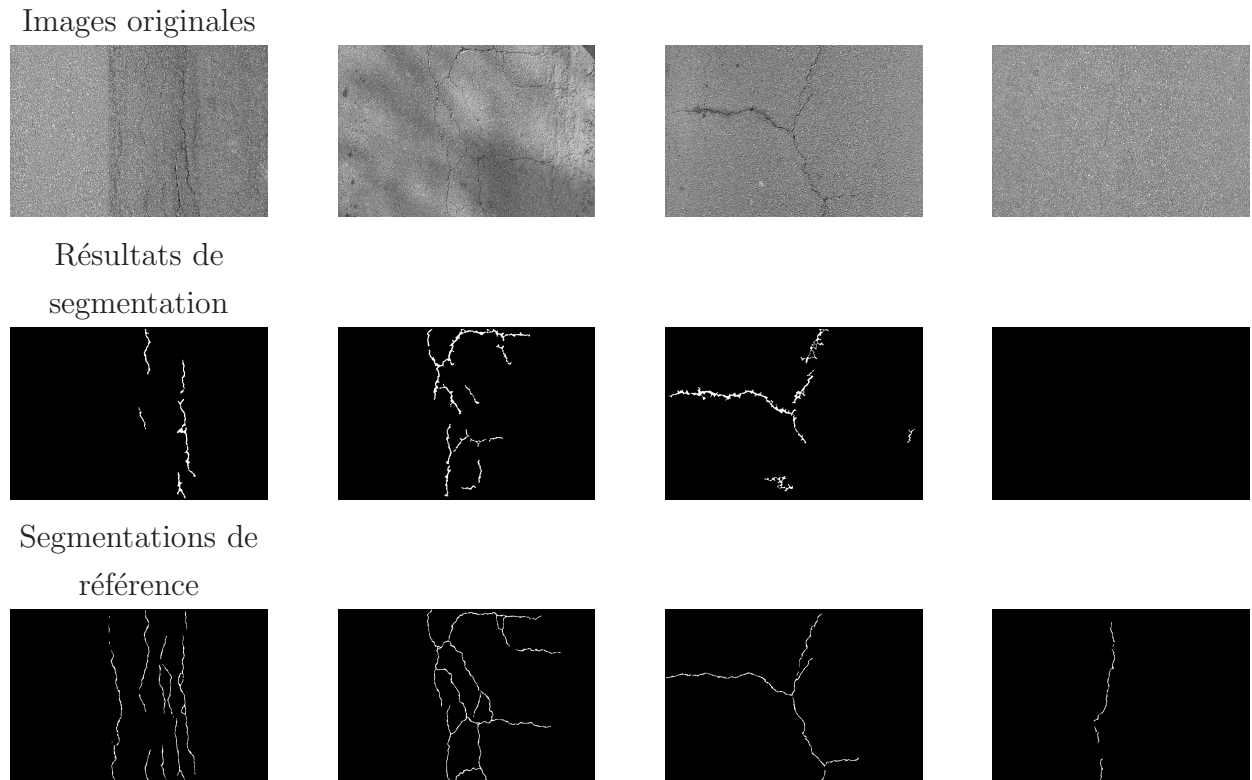 Images originales
Résultats de
segmentation
Segmentations de
référence